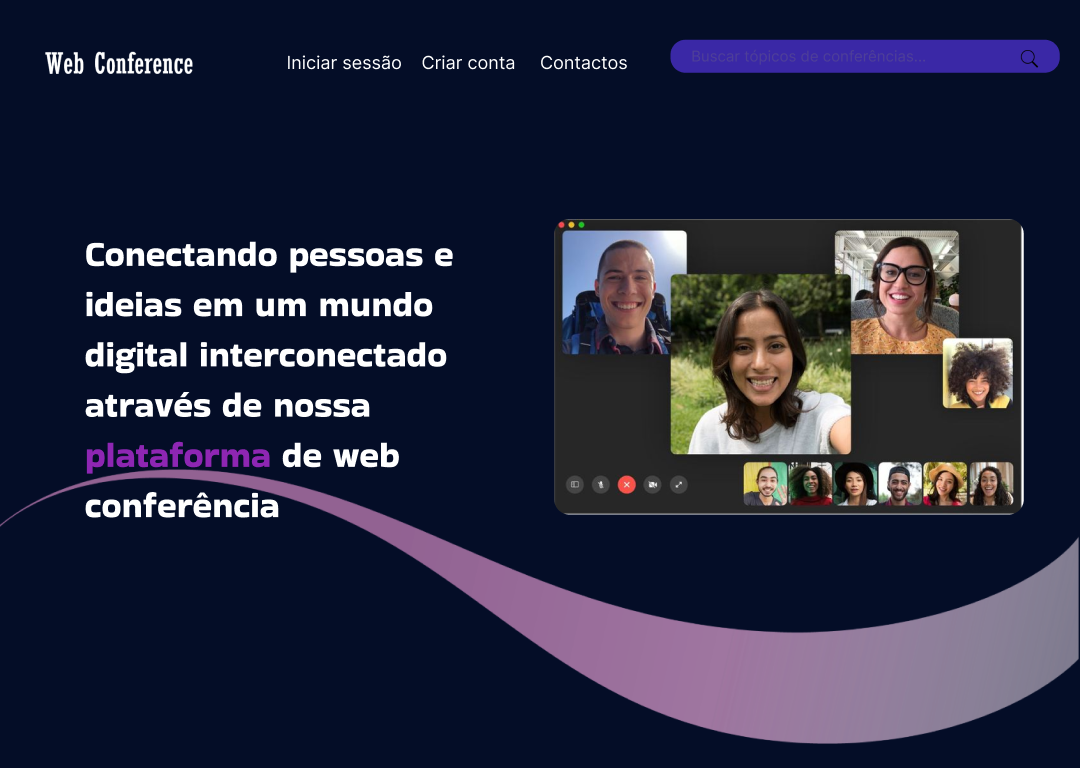 Web Conference
Iniciar sessão
Criar conta
Contactos
Buscar tópicos de conferências...
Conectando pessoas e
ideias em um mundo
digital interconectado
através de nossa
plataforma de web
conferência